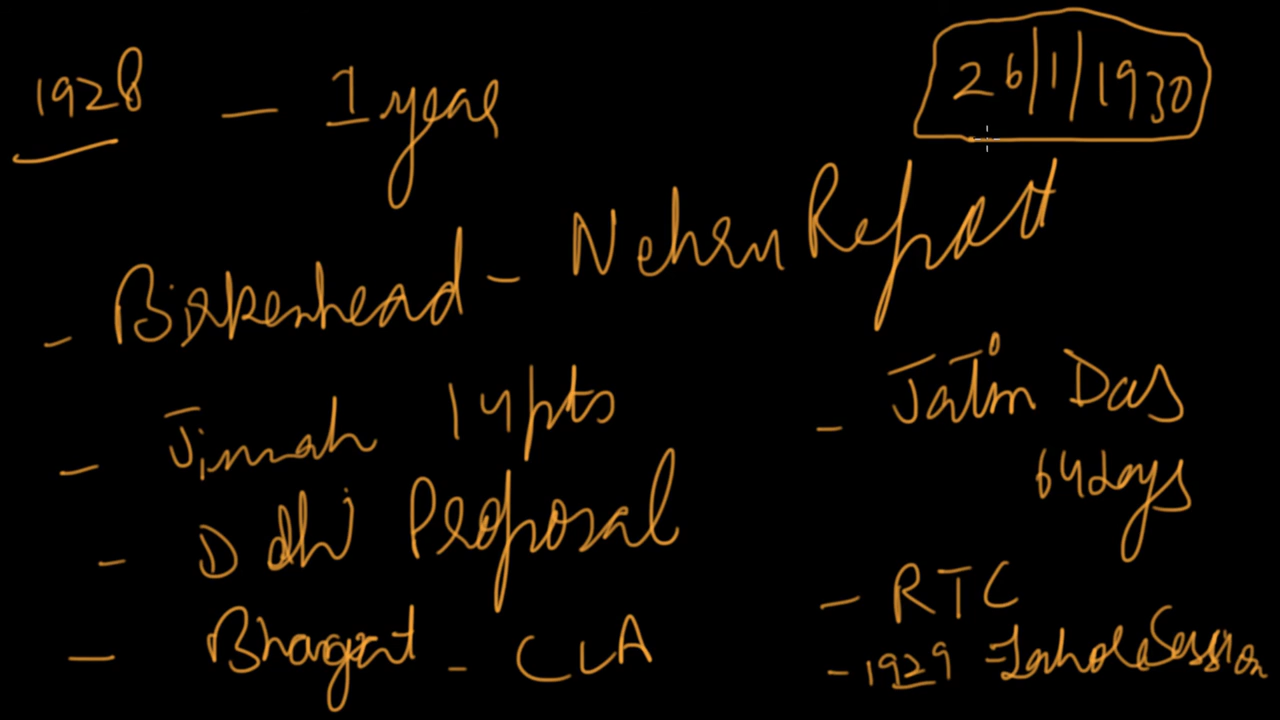 1928 - 1 year
26/1/1930
- Birkenhead - Nehru Report
- Jinnah 14 pts
- Delhi Proposal
- Bhagat - CLA
- Jatin Das
64 days
- RTC
- 1929 - Lahore Session